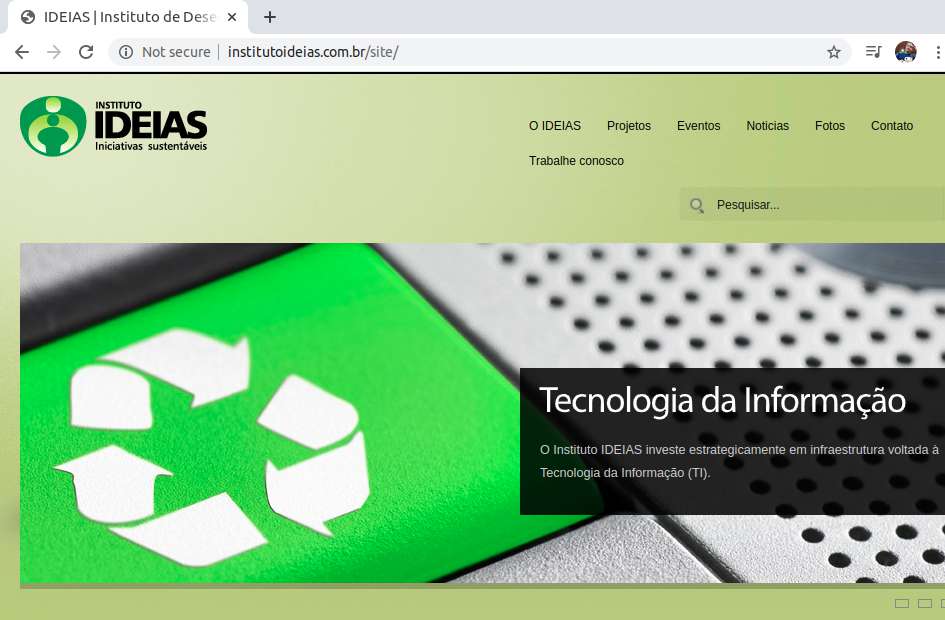 IDEIAS | Instituto de Dese
Not secure
institutoideias.com.br/site/
INSTITUTO
IDEIAS
Iniciativas sustentáveis
O IDEIAS Projetos Eventos Noticias Fotos Contato
Trabalhe conosco
Pesquisar...
Tecnologia da Informação
O Instituto IDEIAS investe estrategicamente em infraestrutura voltada à
Tecnologia da Informação (TI).